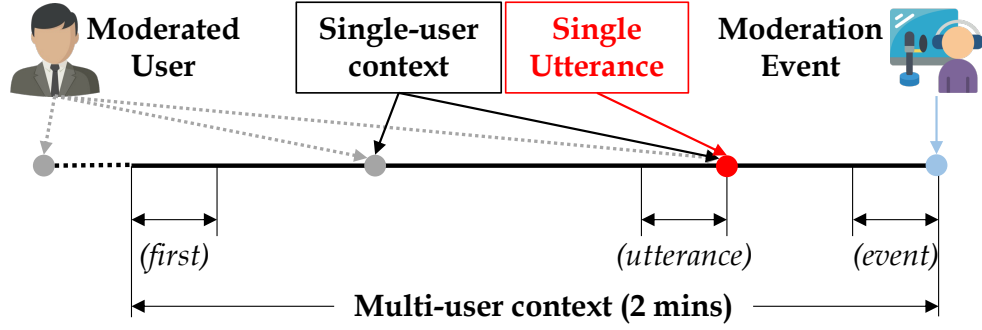 Moderated
User
Single-user
context
Single
Utterance
Moderation
Event
(first)
(utterance)
(event)
Multi-user context (2 mins)